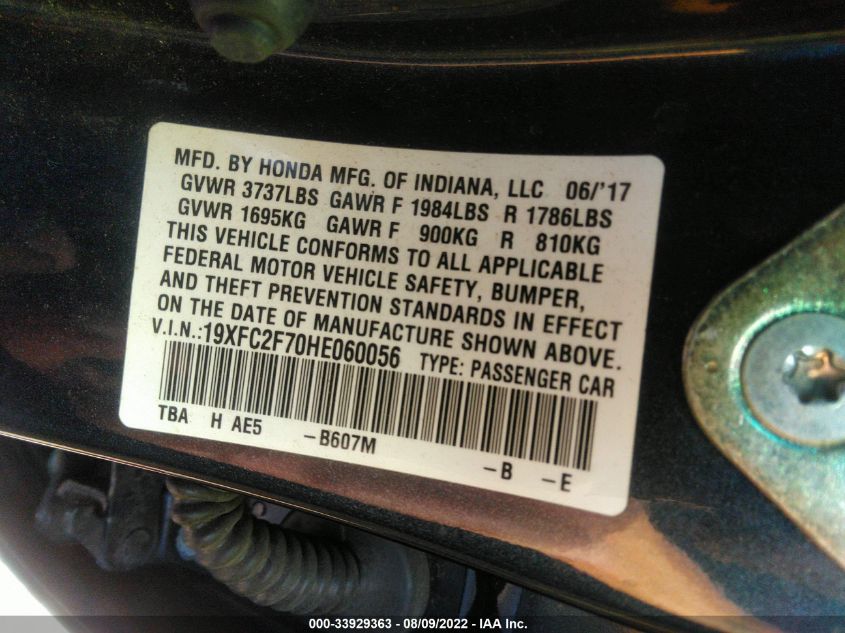 MFD. BY HONDA MFG. OF INDIANA, LLC 06/'17
GVWR 3737LBS GAWR F 1984LBS R 1786LBS
GVWR 1695KG GAWR F 900KG R 810KG
THIS VEHICLE CONFORMS TO ALL APPLICABLE
FEDERAL MOTOR VEHICLE SAFETY, BUMPER,
AND THEFT PREVENTION STANDARDS IN EFFECT
ON THE DATE OF MANUFACTURE SHOWN ABOVE.
V.I.N.:19XFC2F70HE060056 TYPE: PASSENGER CAR
TBA H AE5 -B607M -B -E
000-33929363 - 08/09/2022 - IAA Inc.